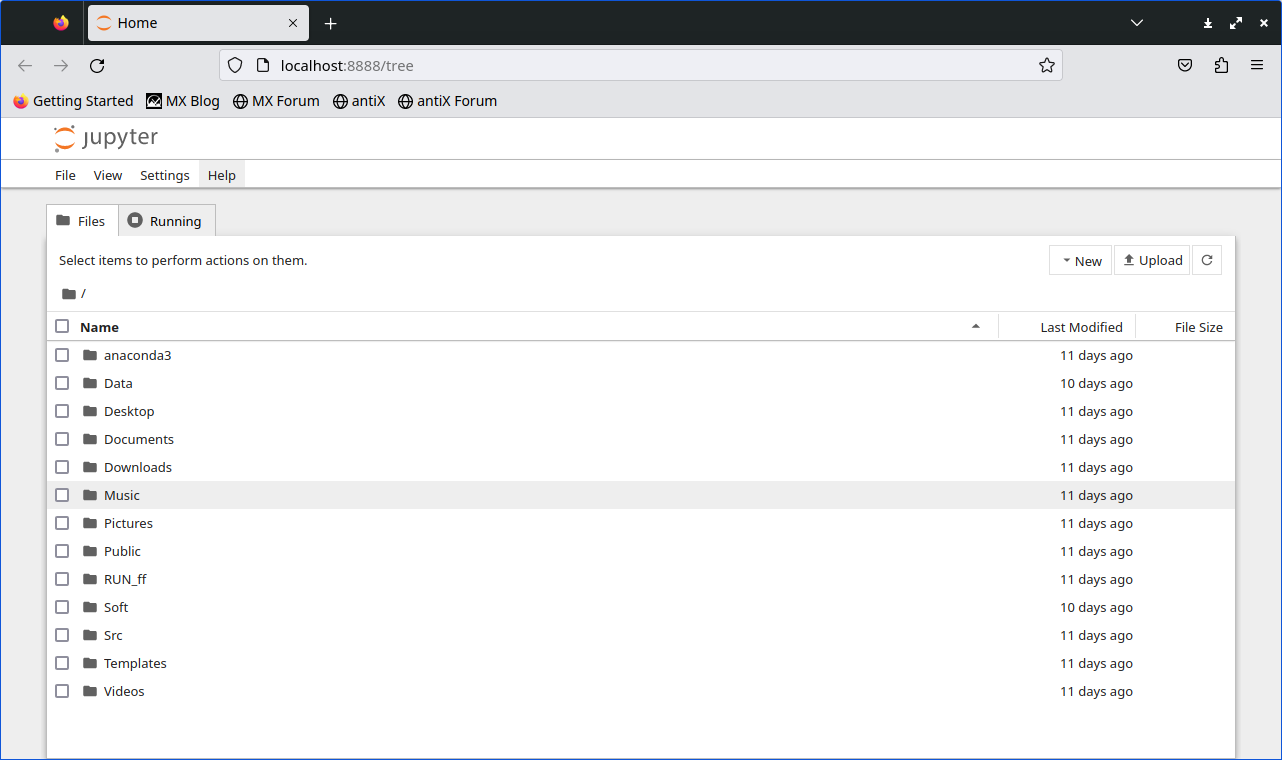 Home
localhost:8888/tree
Getting Started MX Blog MX Forum antiX antiX Forum
jupyter
File View Settings Help
Files Running
Select items to perform actions on them. New Upload
/
Name Last Modified File Size
anaconda3 11 days ago
Data 10 days ago
Desktop 11 days ago
Documents 11 days ago
Downloads 11 days ago
Music 11 days ago
Pictures 11 days ago
Public 11 days ago
RUN_ff 11 days ago
Soft 10 days ago
Src 11 days ago
Templates 11 days ago
Videos 11 days ago